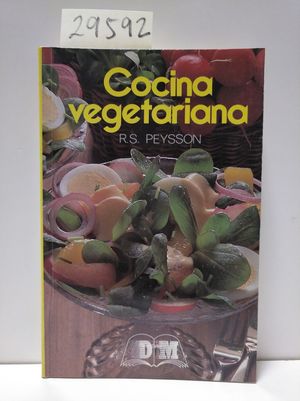 29592
Cocina
vegetariana
R.S. PEYSSON
DM